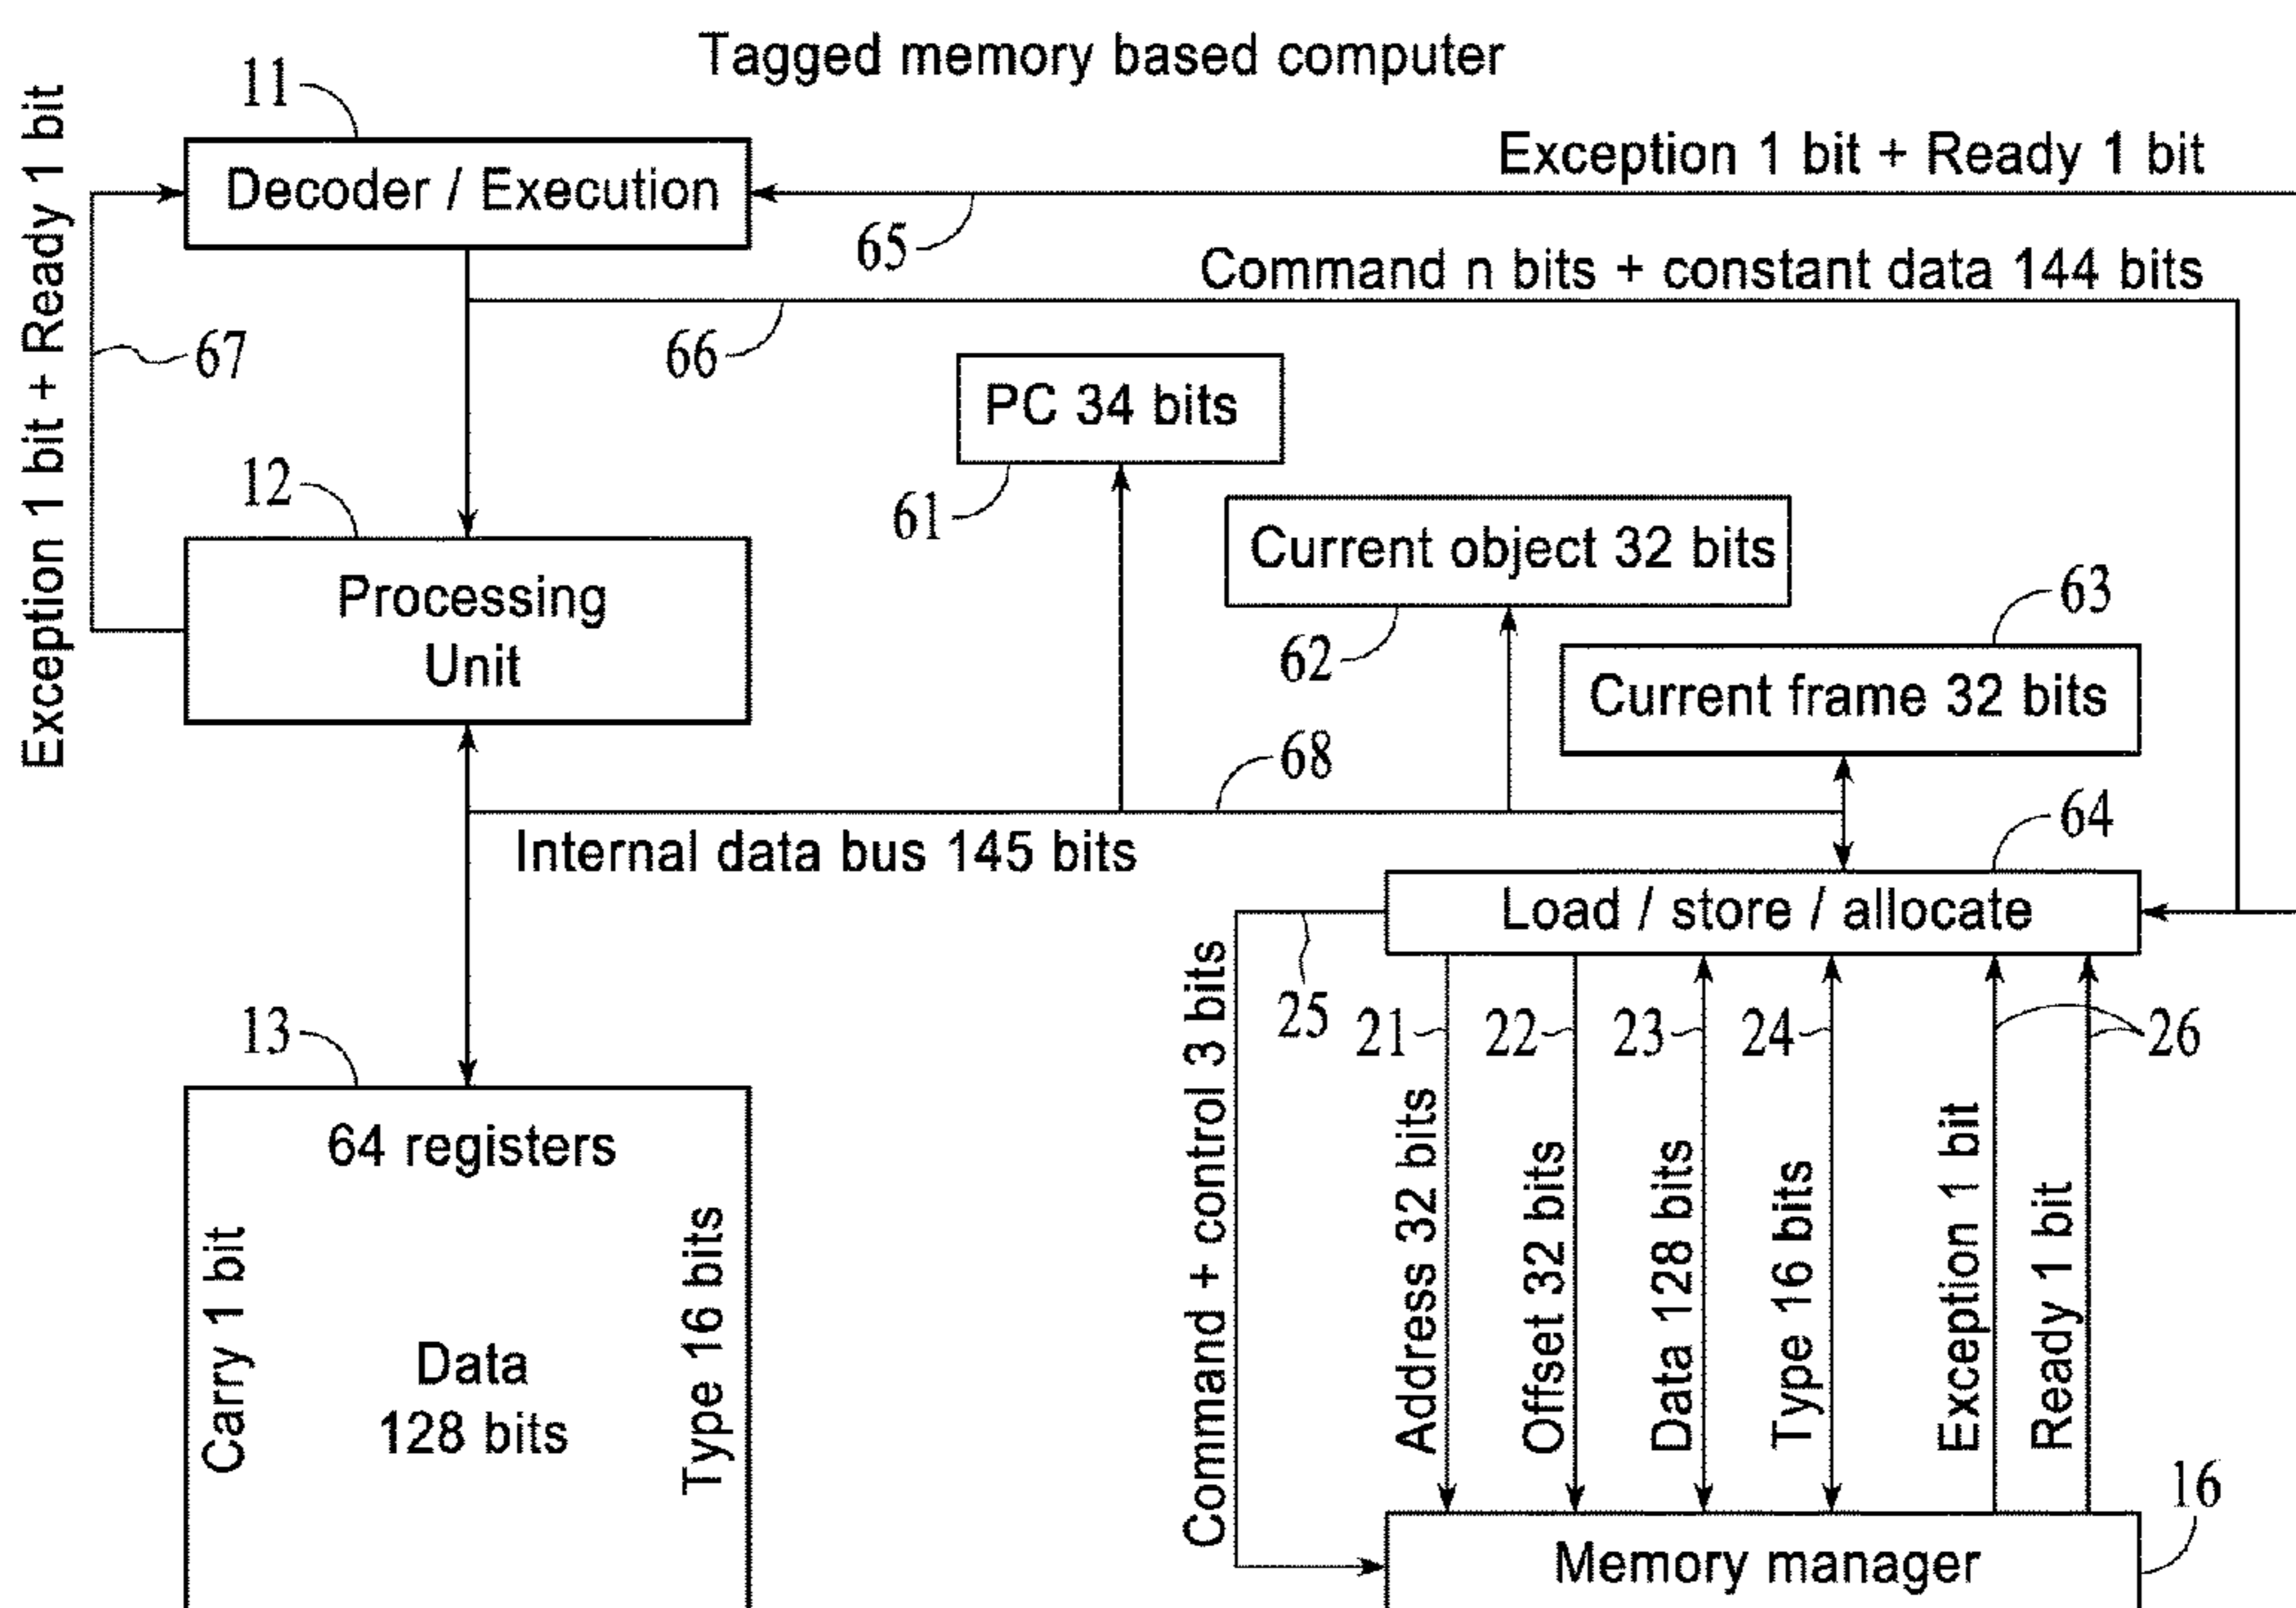 Tagged memory based computer
11
Exception 1 bit + Ready 1 bit
Decoder / Execution
65
Command n bits + constant data 144 bits
Exception 1 bit + Ready 1 bit
67
66
PC 34 bits
61
12
Processing
Unit
Current object 32 bits
62
63
Current frame 32 bits
68
Internal data bus 145 bits
64
Load / store / allocate
25
21
22
23
24
26
Command + control 3 bits
Address 32 bits
Offset 32 bits
Data 128 bits
Type 16 bits
Exception 1 bit
Ready 1 bit
13
64 registers
Carry 1 bit
Data
128 bits
Type 16 bits
16
Memory manager